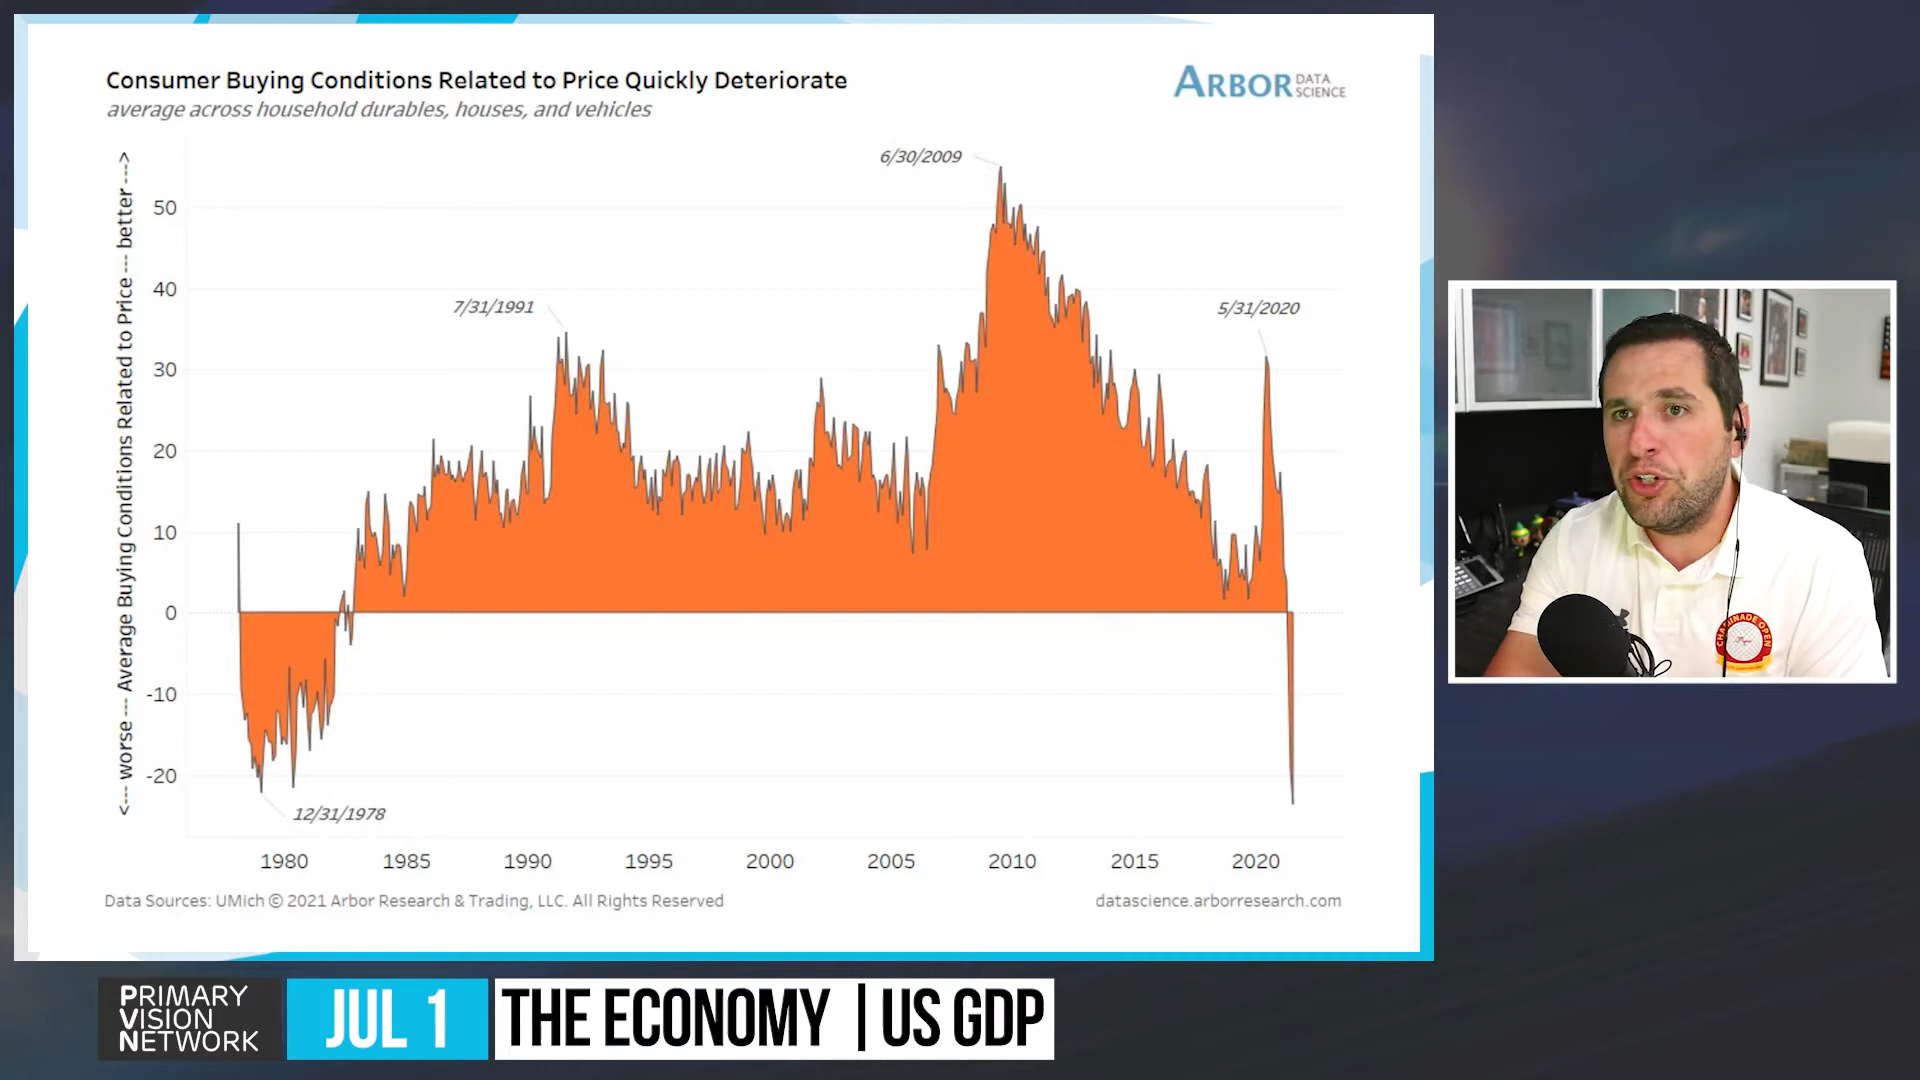 Consumer Buying Conditions Related to Price Quickly Deteriorate
average across household durables, houses, and vehicles
ARBOR DATA SCIENCE
<--- worse --- Average Buying Conditions Related to Price --- better --->
50
40
30
20
10
0
-10
-20
6/30/2009
7/31/1991
5/31/2020
12/31/1978
1980 1985 1990 1995 2000 2005 2010 2015 2020
Data Sources: UMich © 2021 Arbor Research & Trading, LLC. All Rights Reserved
datascience.arborresearch.com
CHAMINADE OPEN
PRIMARY
VISION
NETWORK
JUL 1
THE ECONOMY | US GDP